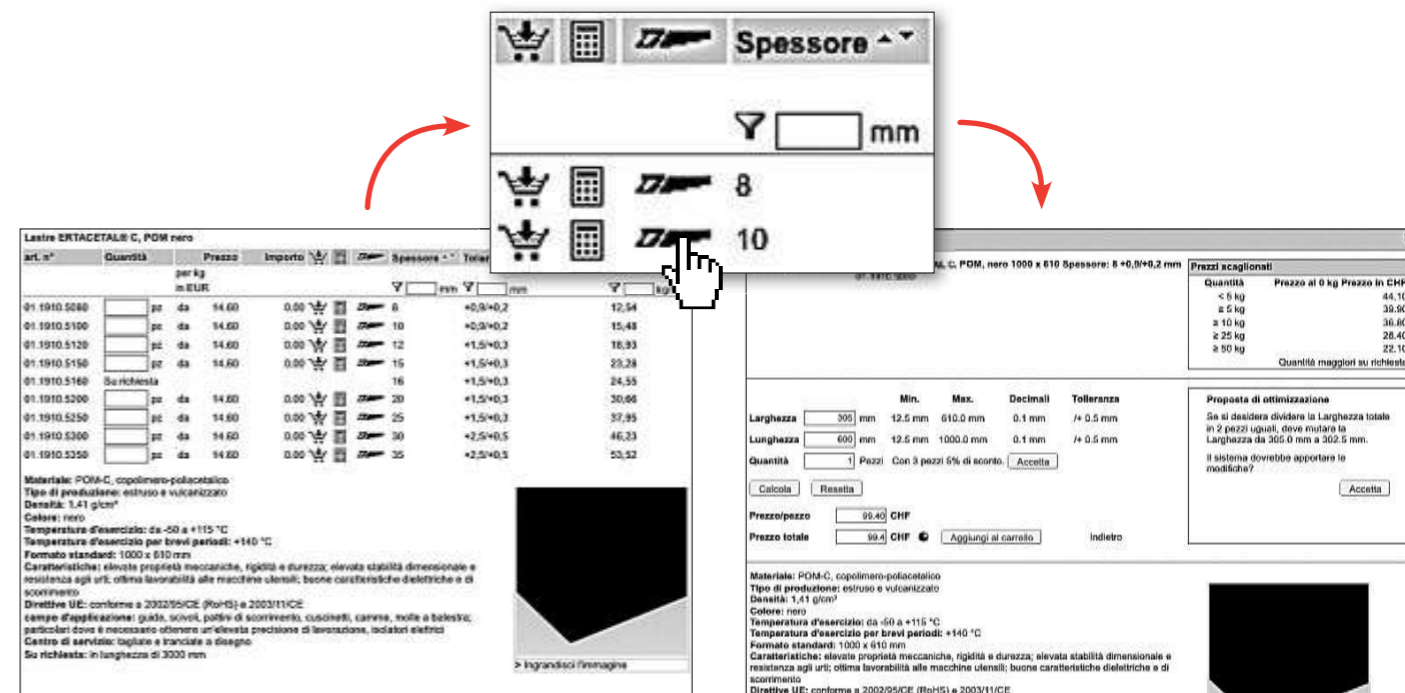 Spessore
mm
8
10
Lastre ERTACETAL® C, POM nero
art. n° Quantità Prezzo Importo Spessore
per kg
in EUR
mm mm
01.1910.5080 pz da 14.60 0.00 8 +0,9/+0,2 12,54
01.1910.5100 pz da 14.60 0.00 10 +0,9/+0,2 15,48
01.1910.5120 pz da 14.60 0.00 12 +1,5/+0,3 18,93
01.1910.5150 pz da 14.60 0.00 15 +1,5/+0,3 23,28
01.1910.5160 Su richiesta 16 +1,5/+0,3 24,55
01.1910.5200 pz da 14.60 0.00 20 +1,5/+0,3 30,66
01.1910.5250 pz da 14.60 0.00 25 +1,5/+0,3 37,95
01.1910.5300 pz da 14.60 0.00 30 +2,5/+0,5 46,23
01.1910.5350 pz da 14.60 0.00 35 +2,5/+0,5 53,52
Materiale: POM-C, copolimero-poliacetalico
Tipo di produzione: estruso e vulcanizzato
Densità: 1,41 g/cm³
Colore: nero
Temperatura d'esercizio: da -50 a +115 °C
Temperatura d'esercizio per brevi periodi: +140 °C
Formato standard: 1000 x 610 mm
Caratteristiche: elevate proprietà meccaniche, rigidità e durezza; elevata stabilità dimensionale e
resistenza agli urti; ottima lavorabilità alle macchine utensili; buone caratteristiche dielettriche e di
scorrimento
Direttive UE: conforme a 2002/95/CE (RoHS) e 2003/11/CE
campo d'applicazione: guide, scivoli, pattini di scorrimento, cuscinetti, camme, molle a balestra;
particolari dove è necessario ottenere un'elevata precisione di lavorazione, isolatori elettrici
Centro di servizio: tagliate e tranciate a disegno
Su richiesta: in lunghezza di 3000 mm
> Ingrandisci l'immagine
C, POM, nero 1000 x 610 Spessore: 8 +0,9/+0,2 mm
01.1910.5080
Prezzi scaglionati
Quantità Prezzo al 0 kg Prezzo in CHF
< 5 kg 44.10
≥ 5 kg 39.90
≥ 10 kg 36.80
≥ 25 kg 28.40
≥ 50 kg 22.10
Quantità maggiori su richiesta
Min. Max. Decimali Tolleranza
Larghezza 305 mm 12.5 mm 610.0 mm 0.1 mm /+ 0.5 mm
Lunghezza 600 mm 12.5 mm 1000.0 mm 0.1 mm /+ 0.5 mm
Quantità 1 Pezzi Con 3 pezzi 5% di sconto. Accetta
Calcola Resetta
Prezzo/pezzo 99.40 CHF
Prezzo totale 99.4 CHF Aggiungi al carrello Indietro
Proposta di ottimizzazione
Se si desidera dividere la Larghezza totale
in 2 pezzi uguali, deve mutare la
Larghezza da 305.0 mm a 302.5 mm.
Il sistema dovrebbe apportare le
modifiche?
Accetta
Materiale: POM-C, copolimero-poliacetalico
Tipo di produzione: estruso e vulcanizzato
Densità: 1,41 g/cm³
Colore: nero
Temperatura d'esercizio: da -50 a +115 °C
Temperatura d'esercizio per brevi periodi: +140 °C
Formato standard: 1000 x 610 mm
Caratteristiche: elevate proprietà meccaniche, rigidità e durezza; elevata stabilità dimensionale e
resistenza agli urti; ottima lavorabilità alle macchine utensili; buone caratteristiche dielettriche e di
scorrimento
Direttive UE: conforme a 2002/95/CE (RoHS) e 2003/11/CE